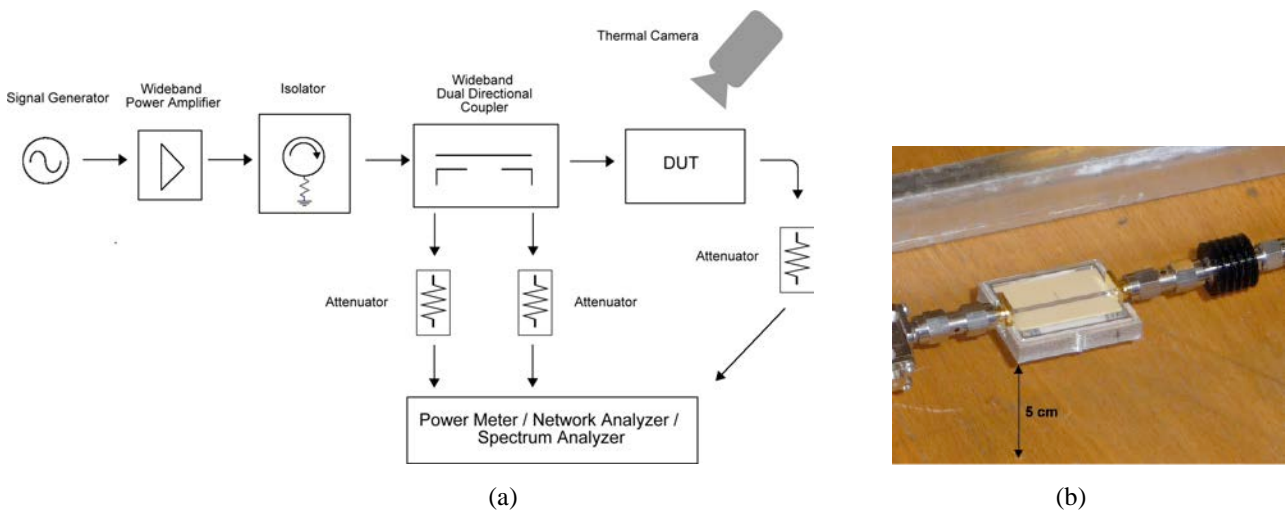 Thermal Camera
Signal Generator
Wideband
Power Amplifier
Isolator
Wideband
Dual Directional
Coupler
DUT
Attenuator
Attenuator
Attenuator
Power Meter / Network Analyzer /
Spectrum Analyzer
5 cm
(a)
(b)